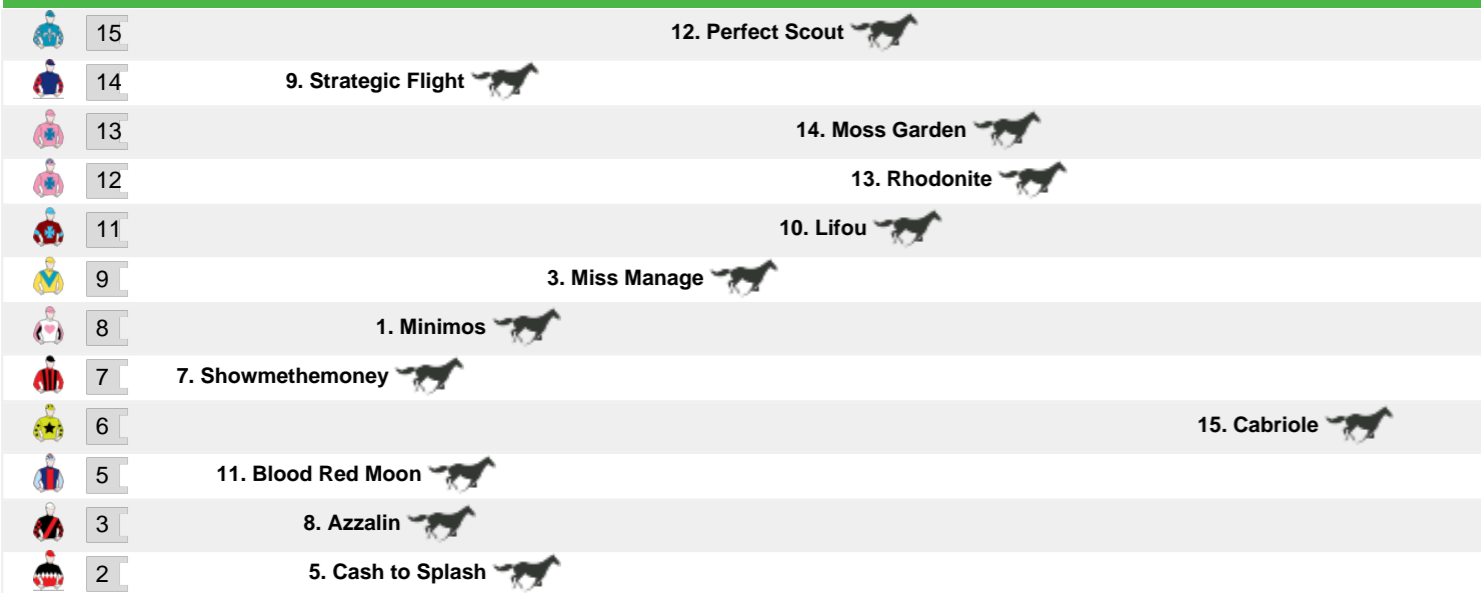 15 12. Perfect Scout
14 9. Strategic Flight
13 14. Moss Garden
12 13. Rhodonite
11 10. Lifou
9 3. Miss Manage
8 1. Minimos
7 7. Showmethemoney
6 15. Cabriole
5 11. Blood Red Moon
3 8. Azzalin
2 5. Cash to Splash